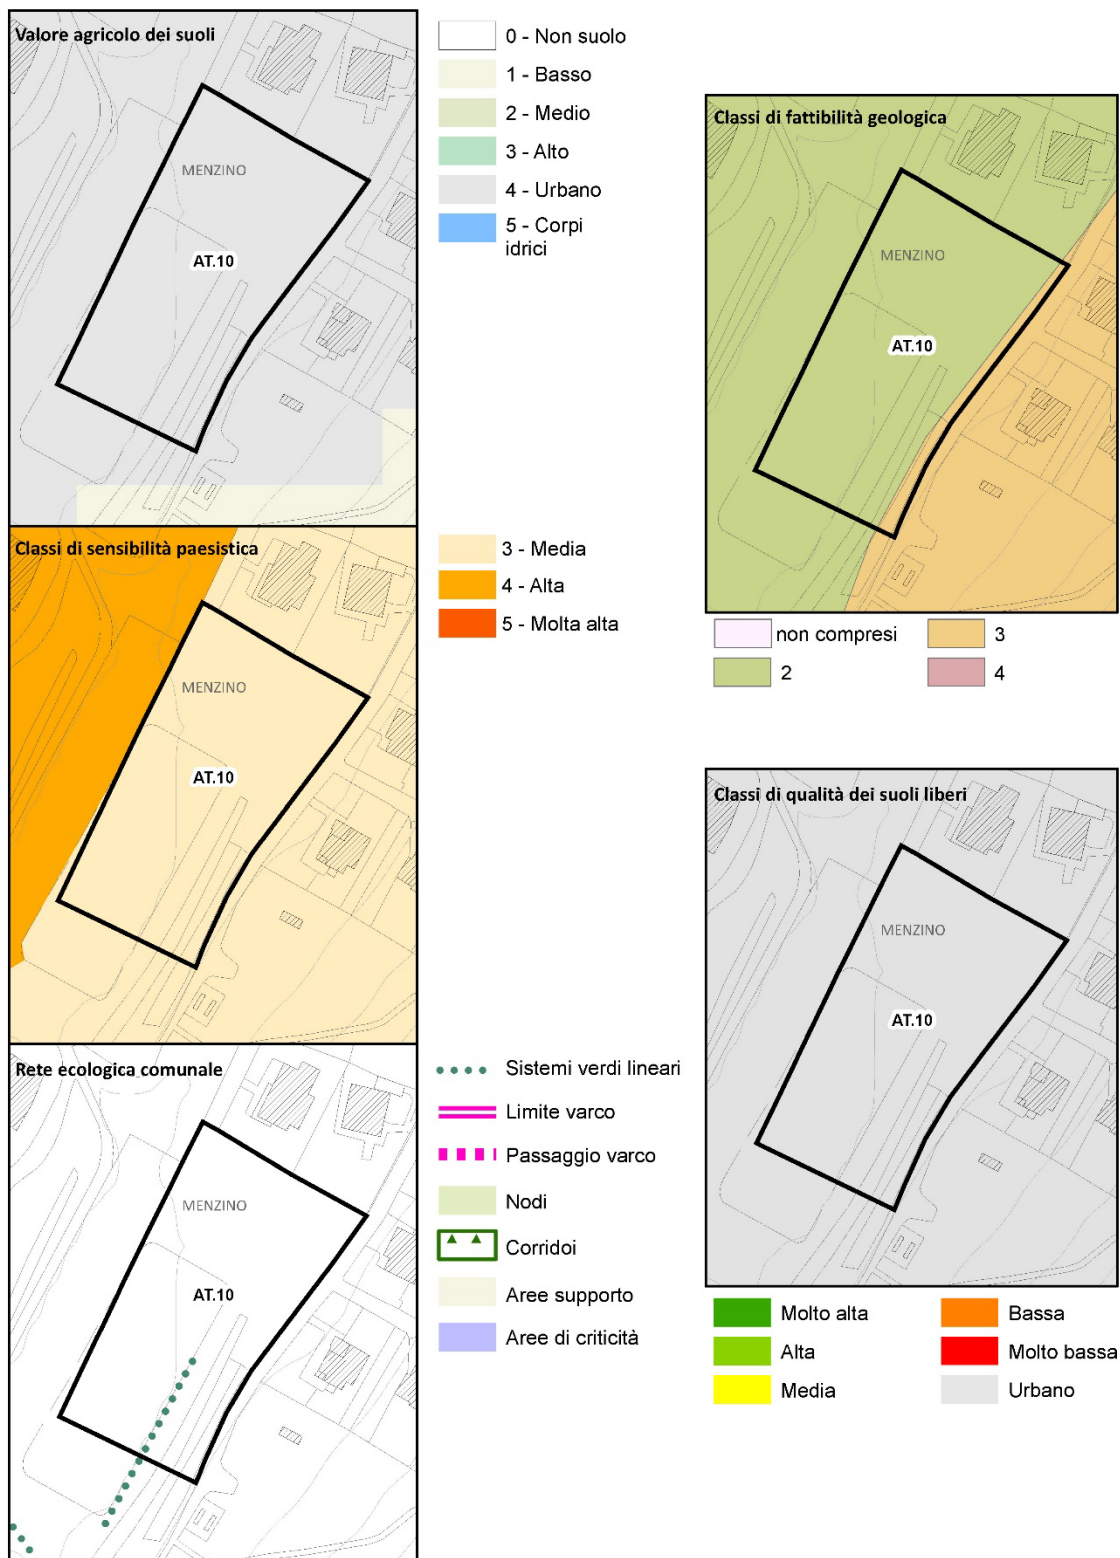 Valore agricolo dei suoli
MENZINO
AT.10
0 - Non suolo
1 - Basso
2 - Medio
3 - Alto
4 - Urbano
5 - Corpi
idrici
Classi di fattibilità geologica
MENZINO
AT.10
non compresi
3
2
4
Classi di sensibilità paesistica
MENZINO
AT.10
3 - Media
4 - Alta
5 - Molta alta
Classi di qualità dei suoli liberi
MENZINO
AT.10
Molto alta
Bassa
Alta
Molto bassa
Media
Urbano
Rete ecologica comunale
MENZINO
AT.10
Sistemi verdi lineari
Limite varco
Passaggio varco
Nodi
Corridoi
Aree supporto
Aree di criticità